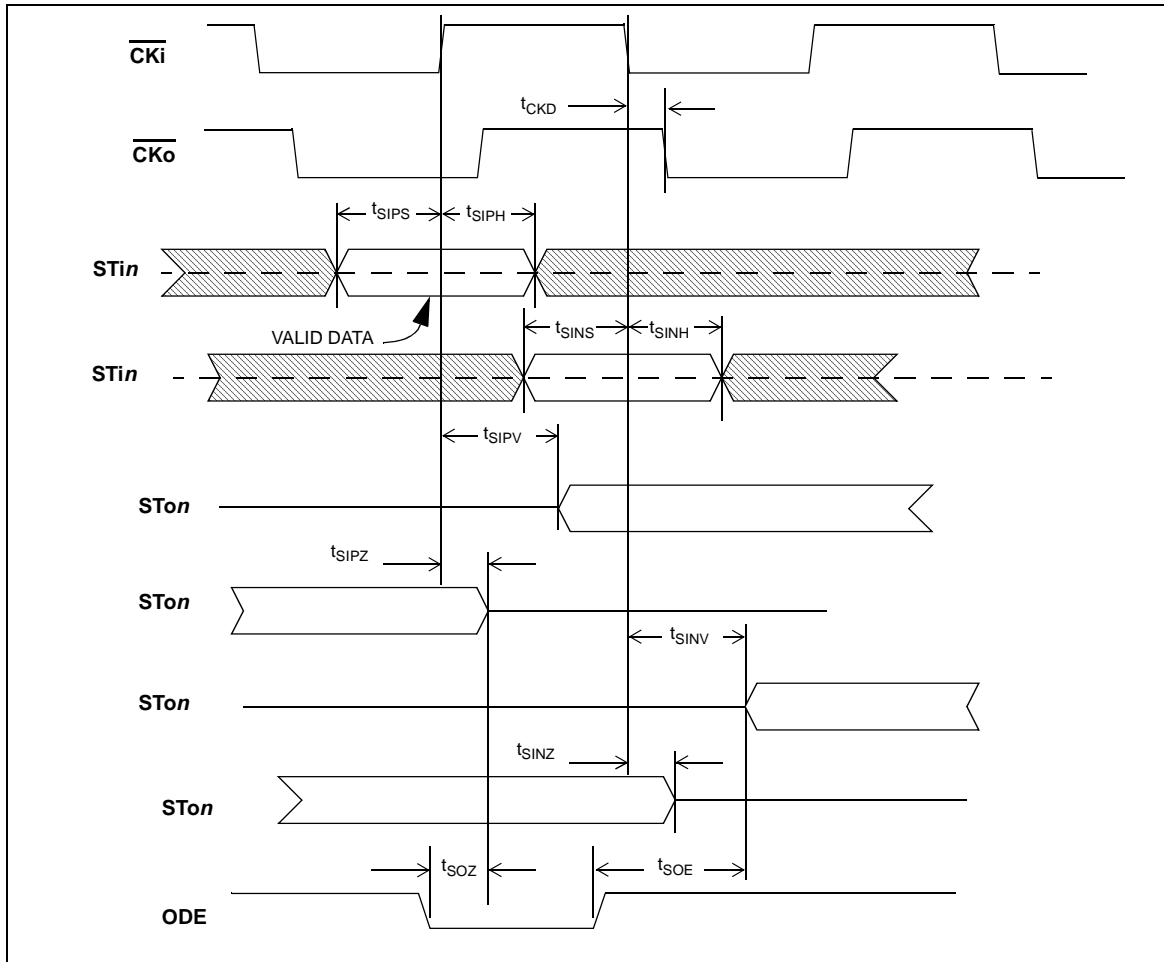 CKi
tCKD
CKo
tSIPS
tSIPH
STin
VALID DATA
tSINS
tSINH
STin
tSIPV
STon
tSIPZ
STon
tSINV
STon
tSINZ
STon
tSOZ
tSOE
ODE